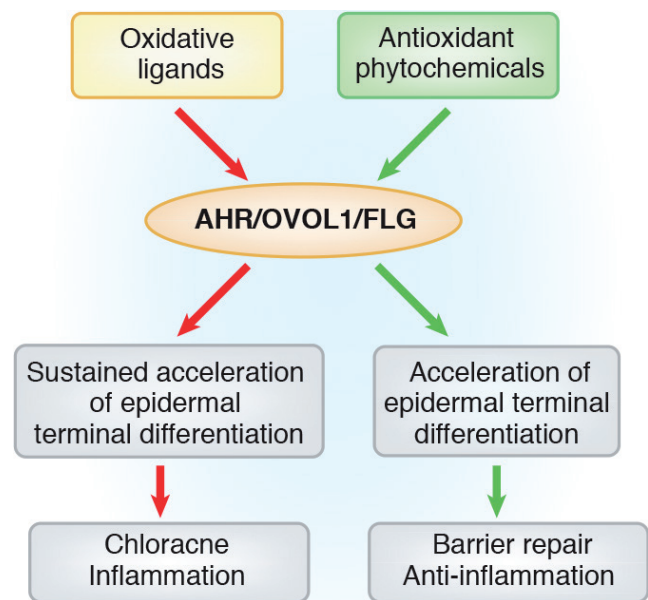 Oxidative
ligands
Antioxidant
phytochemicals
AHR/OVOL1/FLG
Sustained acceleration
of epidermal
terminal differentiation
Acceleration of
epidermal terminal
differentiation
Chloracne
Inflammation
Barrier repair
Anti-inflammation